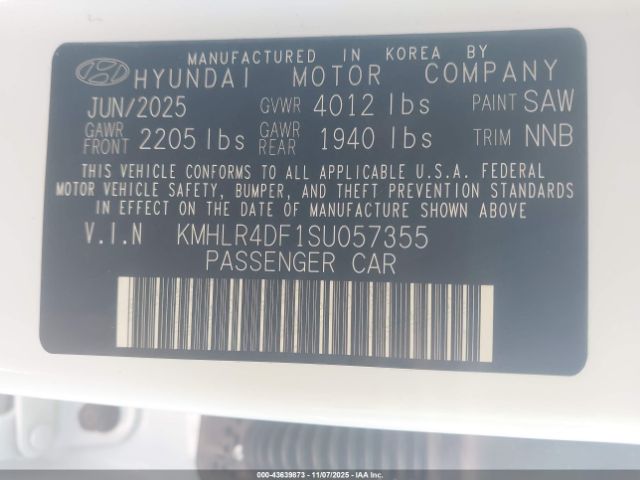 MANUFACTURED IN KOREA BY
HYUNDAI MOTOR COMPANY
JUN/2025 GVWR 4012 lbs PAINT SAW
GAWR FRONT 2205 lbs GAWR REAR 1940 lbs TRIM NNB
THIS VEHICLE CONFORMS TO ALL APPLICABLE U.S.A. FEDERAL
MOTOR VEHICLE SAFETY, BUMPER, AND THEFT PREVENTION STANDARDS
IN EFFECT ON THE DATE OF MANUFACTURE SHOWN ABOVE
V.I.N KMHLR4DF1SU057355
PASSENGER CAR
000-43639873 - 11/07/2025 - IAA, Inc.